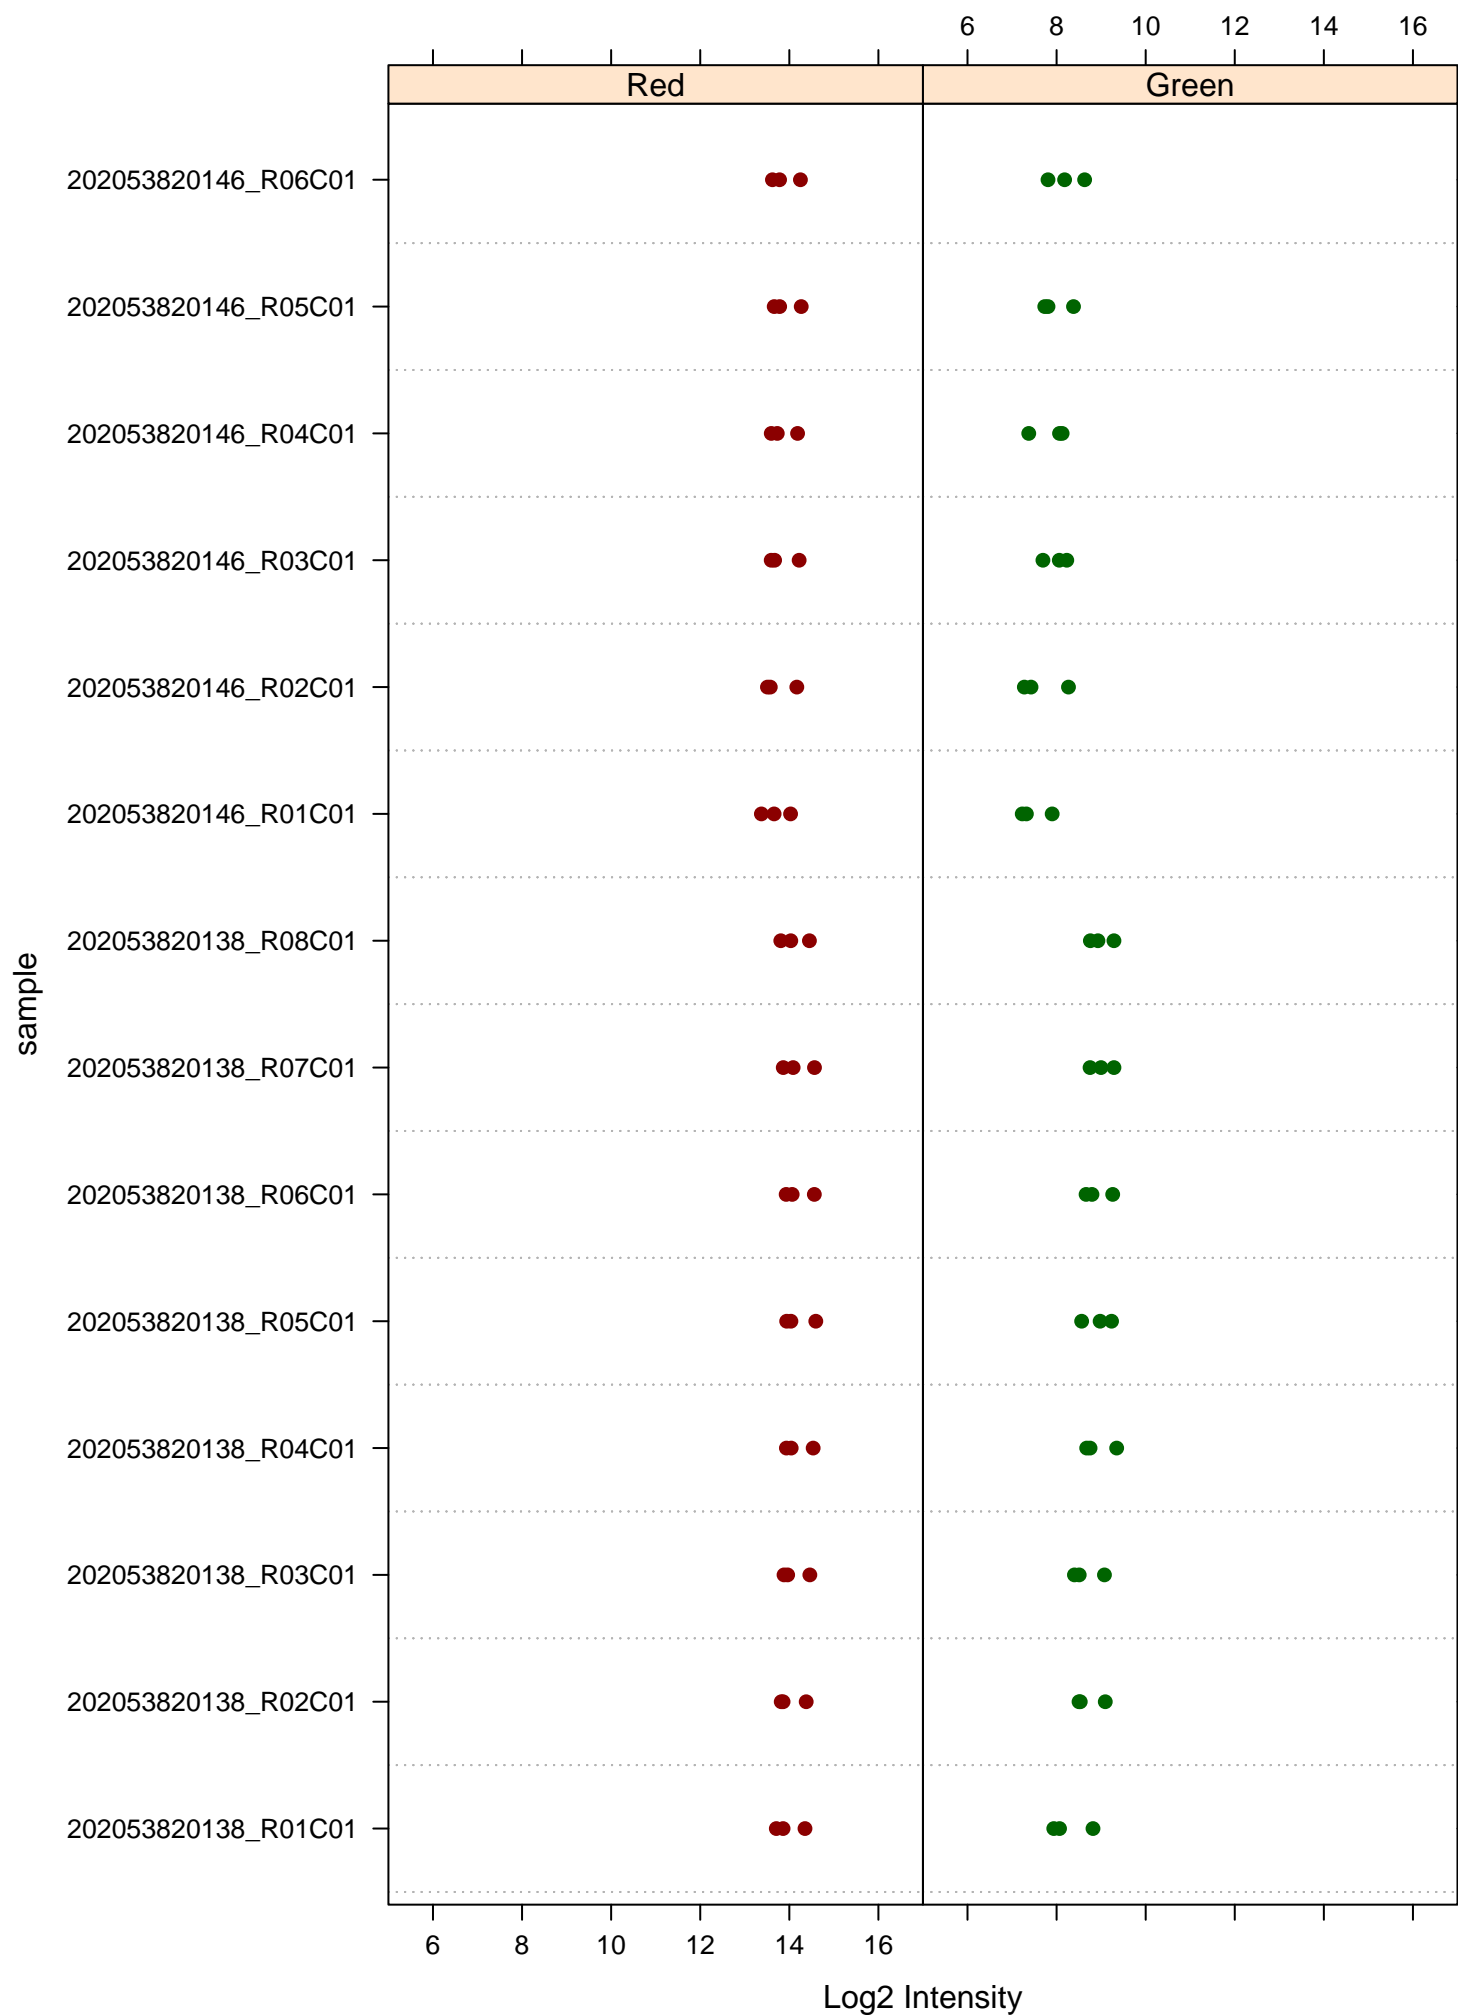 6 8 10 12 14 16
Red Green
202053820146_R06C01
202053820146_R05C01
202053820146_R04C01
202053820146_R03C01
202053820146_R02C01
202053820146_R01C01
202053820138_R08C01
202053820138_R07C01
202053820138_R06C01
202053820138_R05C01
202053820138_R04C01
202053820138_R03C01
202053820138_R02C01
202053820138_R01C01
sample
6 8 10 12 14 16
Log2 Intensity